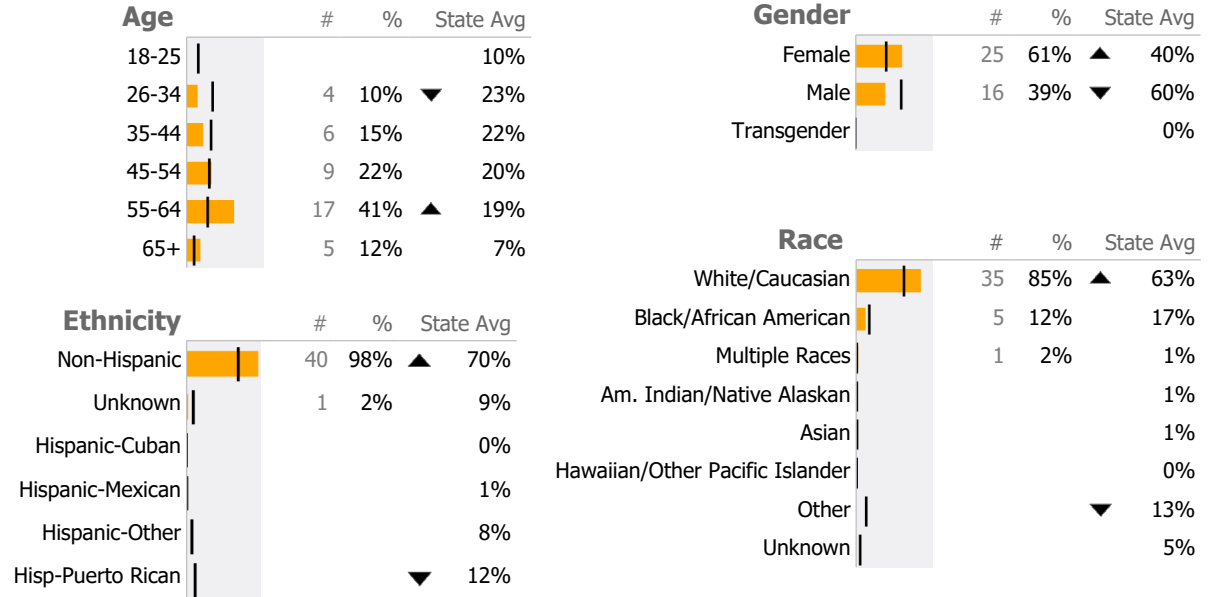 Age # % State Avg
18-25 10%
26-34 4 10% ▼ 23%
35-44 6 15% 22%
45-54 9 22% 20%
55-64 17 41% ▲ 19%
65+ 5 12% 7%
Ethnicity # % State Avg
Non-Hispanic 40 98% ▲ 70%
Unknown 1 2% 9%
Hispanic-Cuban 0%
Hispanic-Mexican 1%
Hispanic-Other 8%
Hisp-Puerto Rican ▼ 12%
Gender # % State Avg
Female 25 61% ▲ 40%
Male 16 39% ▼ 60%
Transgender 0%
Race # % State Avg
White/Caucasian 35 85% ▲ 63%
Black/African American 5 12% 17%
Multiple Races 1 2% 1%
Am. Indian/Native Alaskan 1%
Asian 1%
Hawaiian/Other Pacific Islander 0%
Other ▼ 13%
Unknown 5%